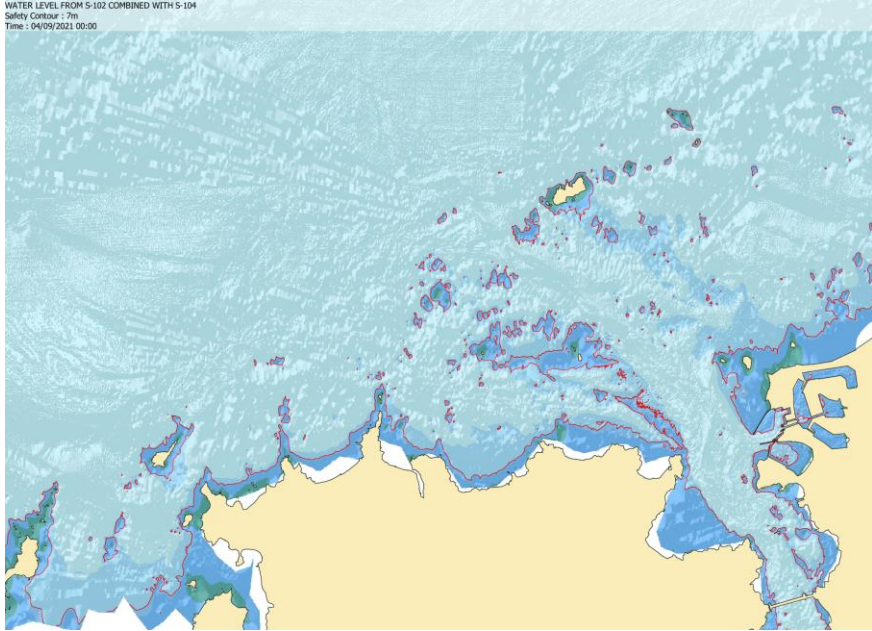 WATER LEVEL FROM S-102 COMBINED WITH S-104
Safety Contour : 7m
Time : 04/09/2021 00:00